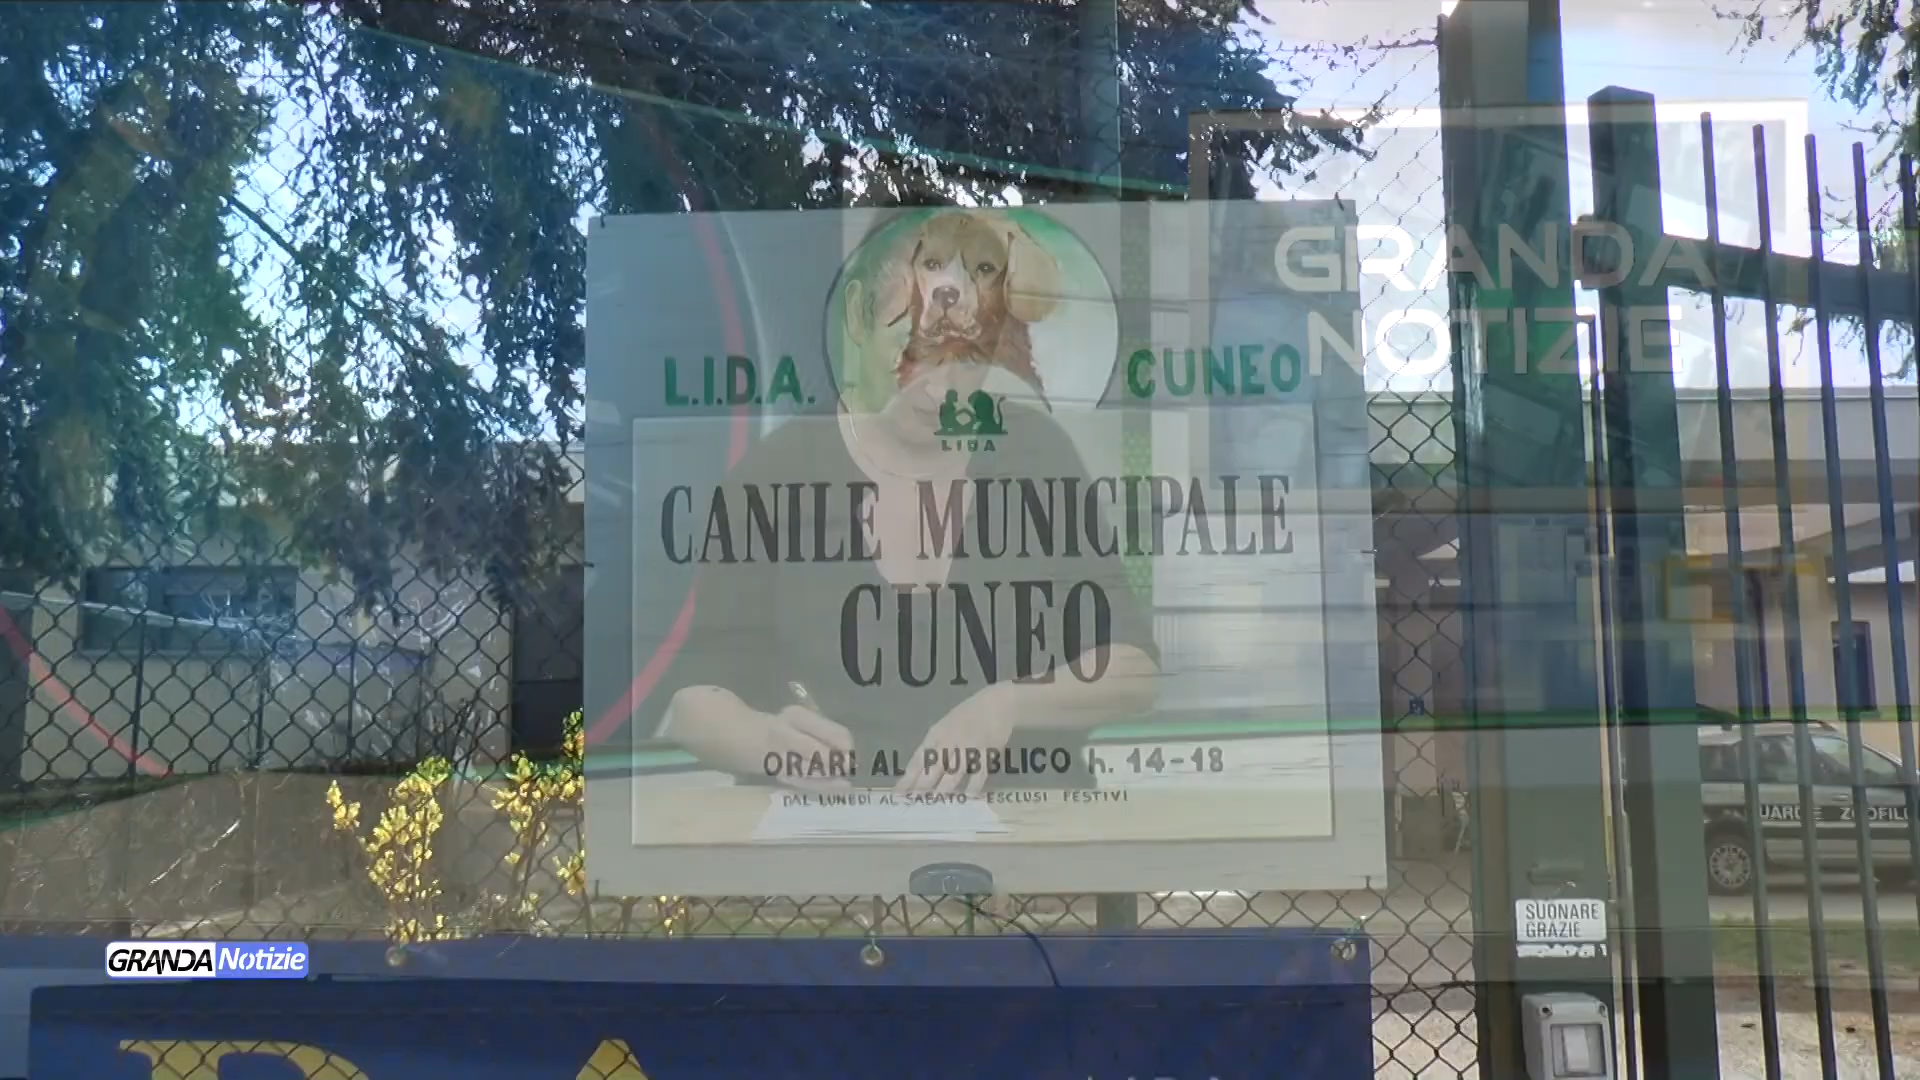 GRANDA
NOTIZIE
L.I.D.A. CUNEO
LIDA
CANILE MUNICIPALE
CUNEO
ORARI AL PUBBLICO h. 14-18
DAL LUNEDÌ AL SABATO - ESCLUSI FESTIVI
SUONARE
GRAZIE
GRANDA Notizie